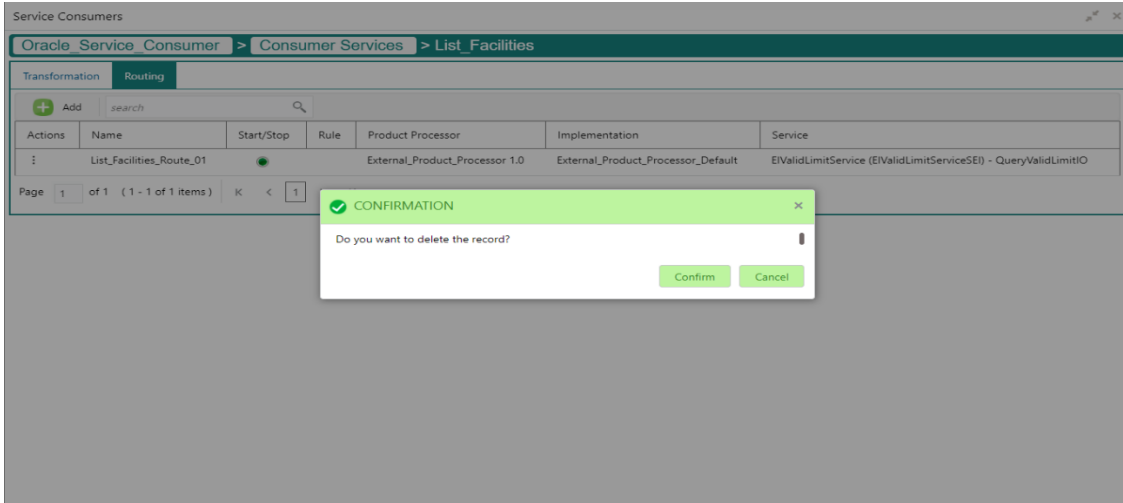 Service Consumers
Oracle_Service_Consumer > Consumer Services > List_Facilities
Transformation Routing
Add search
Actions Name Start/Stop Rule Product Processor Implementation Service
List_Facilities_Route_01 External_Product_Processor 1.0 External_Product_Processor_Default EIValidLimitService (EIValidLimitServiceSEI) - QueryValidLimitIO
Page 1 of 1 ( 1 - 1 of 1 items ) K < 1
CONFIRMATION ×
Do you want to delete the record?
Confirm Cancel